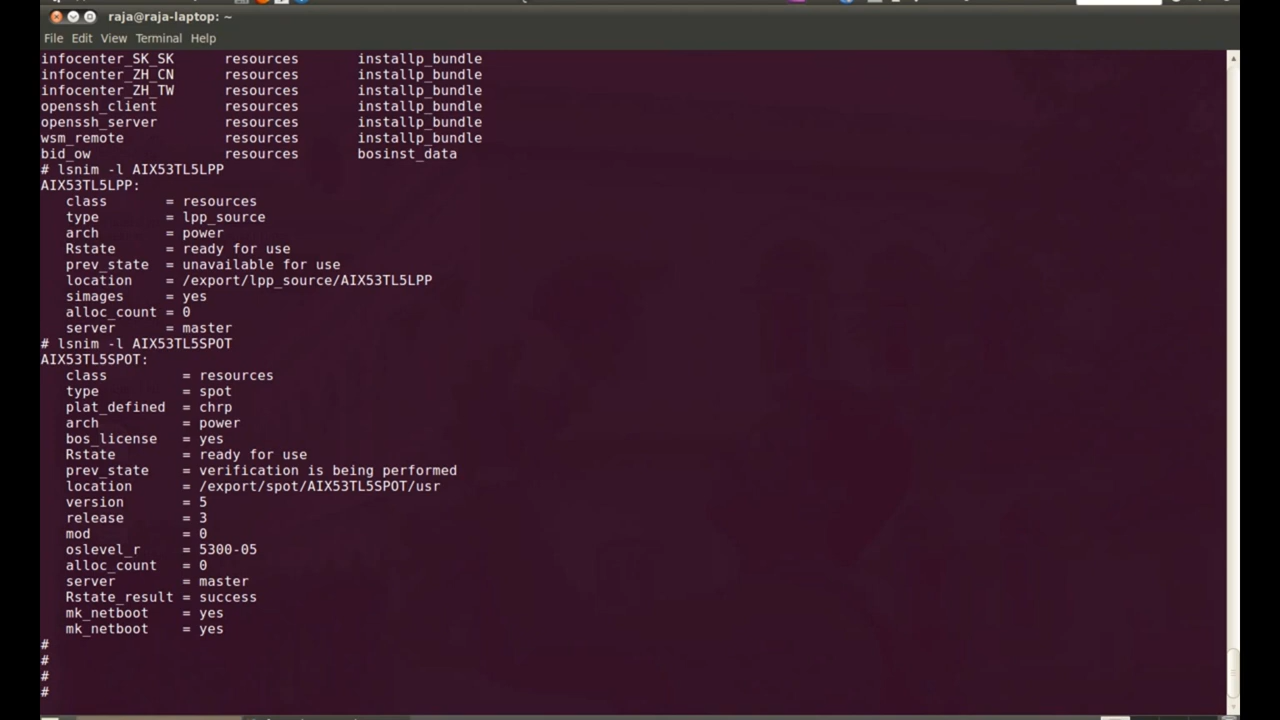 raja@raja-laptop: ~
File Edit View Terminal Help
infocenter_SK_SK resources installp_bundle
infocenter_ZH_CN resources installp_bundle
infocenter_ZH_TW resources installp_bundle
openssh_client resources installp_bundle
openssh_server resources installp_bundle
wsm_remote resources installp_bundle
bid_ow resources bosinst_data
# lsnim -l AIX53TL5LPP
AIX53TL5LPP:
class = resources
type = lpp_source
arch = power
Rstate = ready for use
prev_state = unavailable for use
location = /export/lpp_source/AIX53TL5LPP
simages = yes
alloc_count = 0
server = master
# lsnim -l AIX53TL5SPOT
AIX53TL5SPOT:
class = resources
type = spot
plat_defined = chrp
arch = power
bos_license = yes
Rstate = ready for use
prev_state = verification is being performed
location = /export/spot/AIX53TL5SPOT/usr
version = 5
release = 3
mod = 0
oslevel_r = 5300-05
alloc_count = 0
server = master
Rstate_result = success
mk_netboot = yes
mk_netboot = yes
#
#
#
#